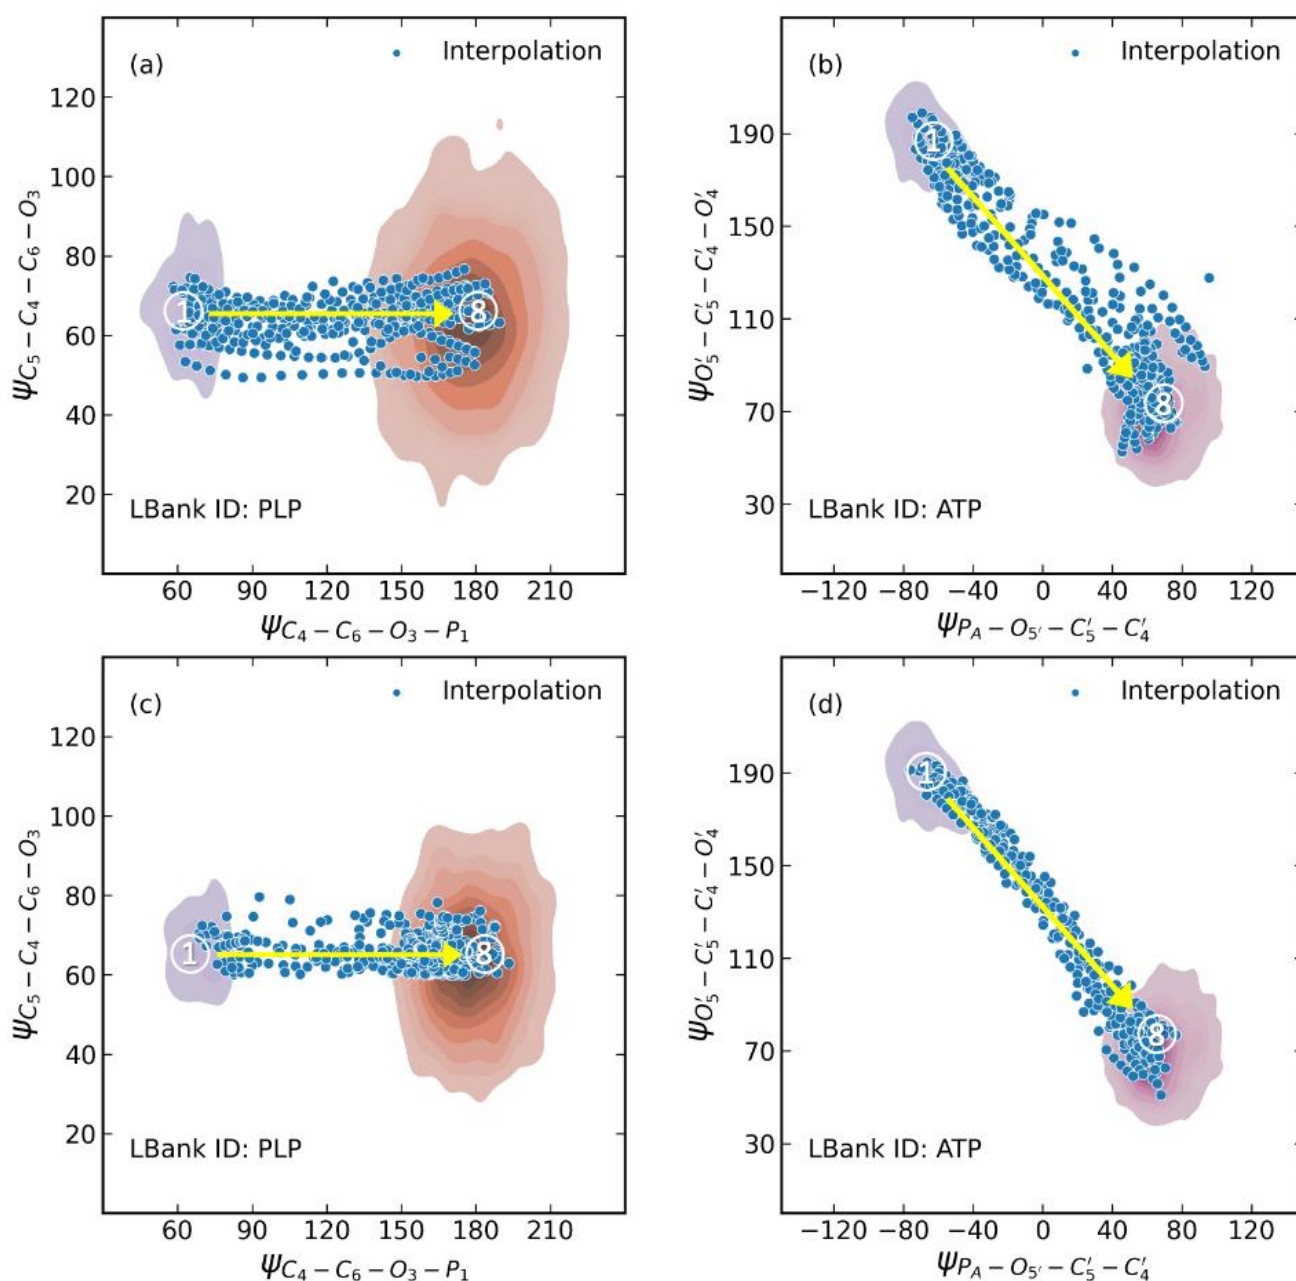 (a)
Interpolation
120
100
80
60
40
20
ψC5 – C4 – C6 – O3
1
8
LBank ID: PLP
60 90 120 150 180 210
ψC4 – C6 – O3 – P1
(b)
Interpolation
190
150
110
70
30
ψO′5 – C′5 – C′4 – O′4
1
8
LBank ID: ATP
−120 −80 −40 0 40 80 120
ψPA – O5′ – C′5 – C′4
(c)
Interpolation
120
100
80
60
40
20
ψC5 – C4 – C6 – O3
1
8
LBank ID: PLP
60 90 120 150 180 210
ψC4 – C6 – O3 – P1
(d)
Interpolation
190
150
110
70
30
ψO′5 – C′5 – C′4 – O′4
1
8
LBank ID: ATP
−120 −80 −40 0 40 80 120
ψPA – O5′ – C′5 – C′4